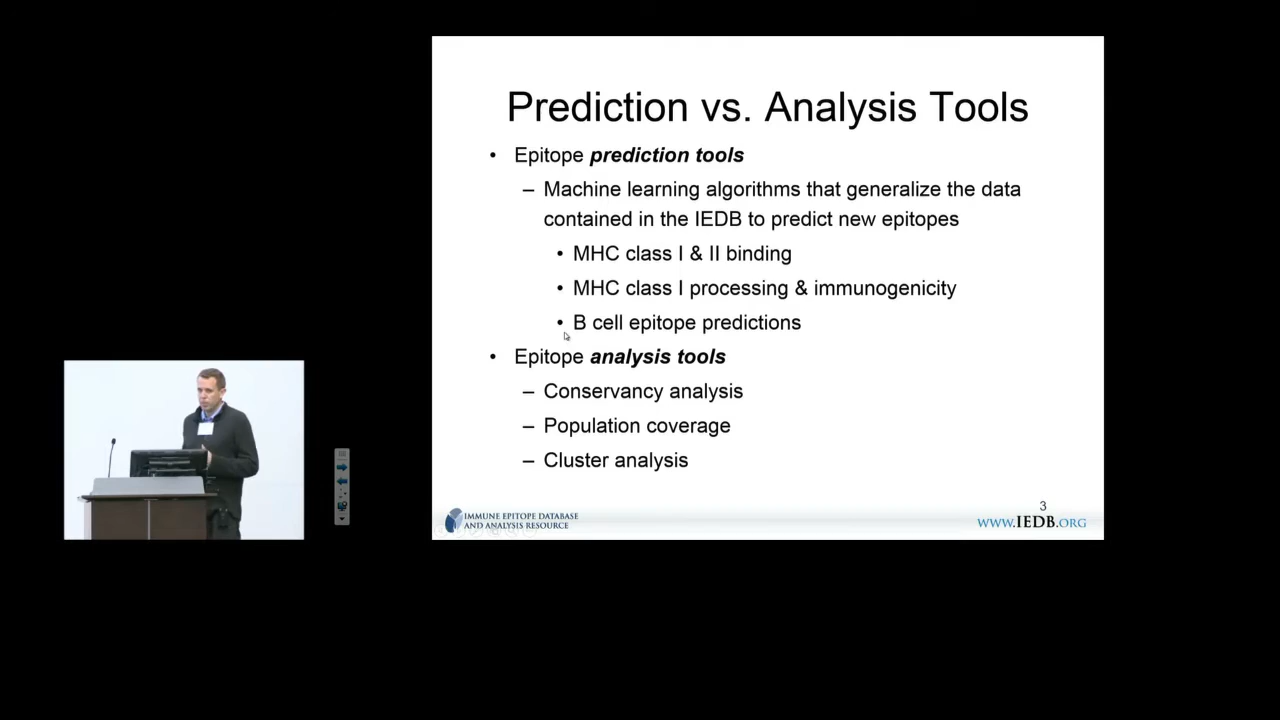 Prediction vs. Analysis Tools
• Epitope prediction tools
– Machine learning algorithms that generalize the data
contained in the IEDB to predict new epitopes
• MHC class I & II binding
• MHC class I processing & immunogenicity
• B cell epitope predictions
• Epitope analysis tools
– Conservancy analysis
– Population coverage
– Cluster analysis
IMMUNE EPITOPE DATABASE
AND ANALYSIS RESOURCE
3
WWW.IEDB.ORG